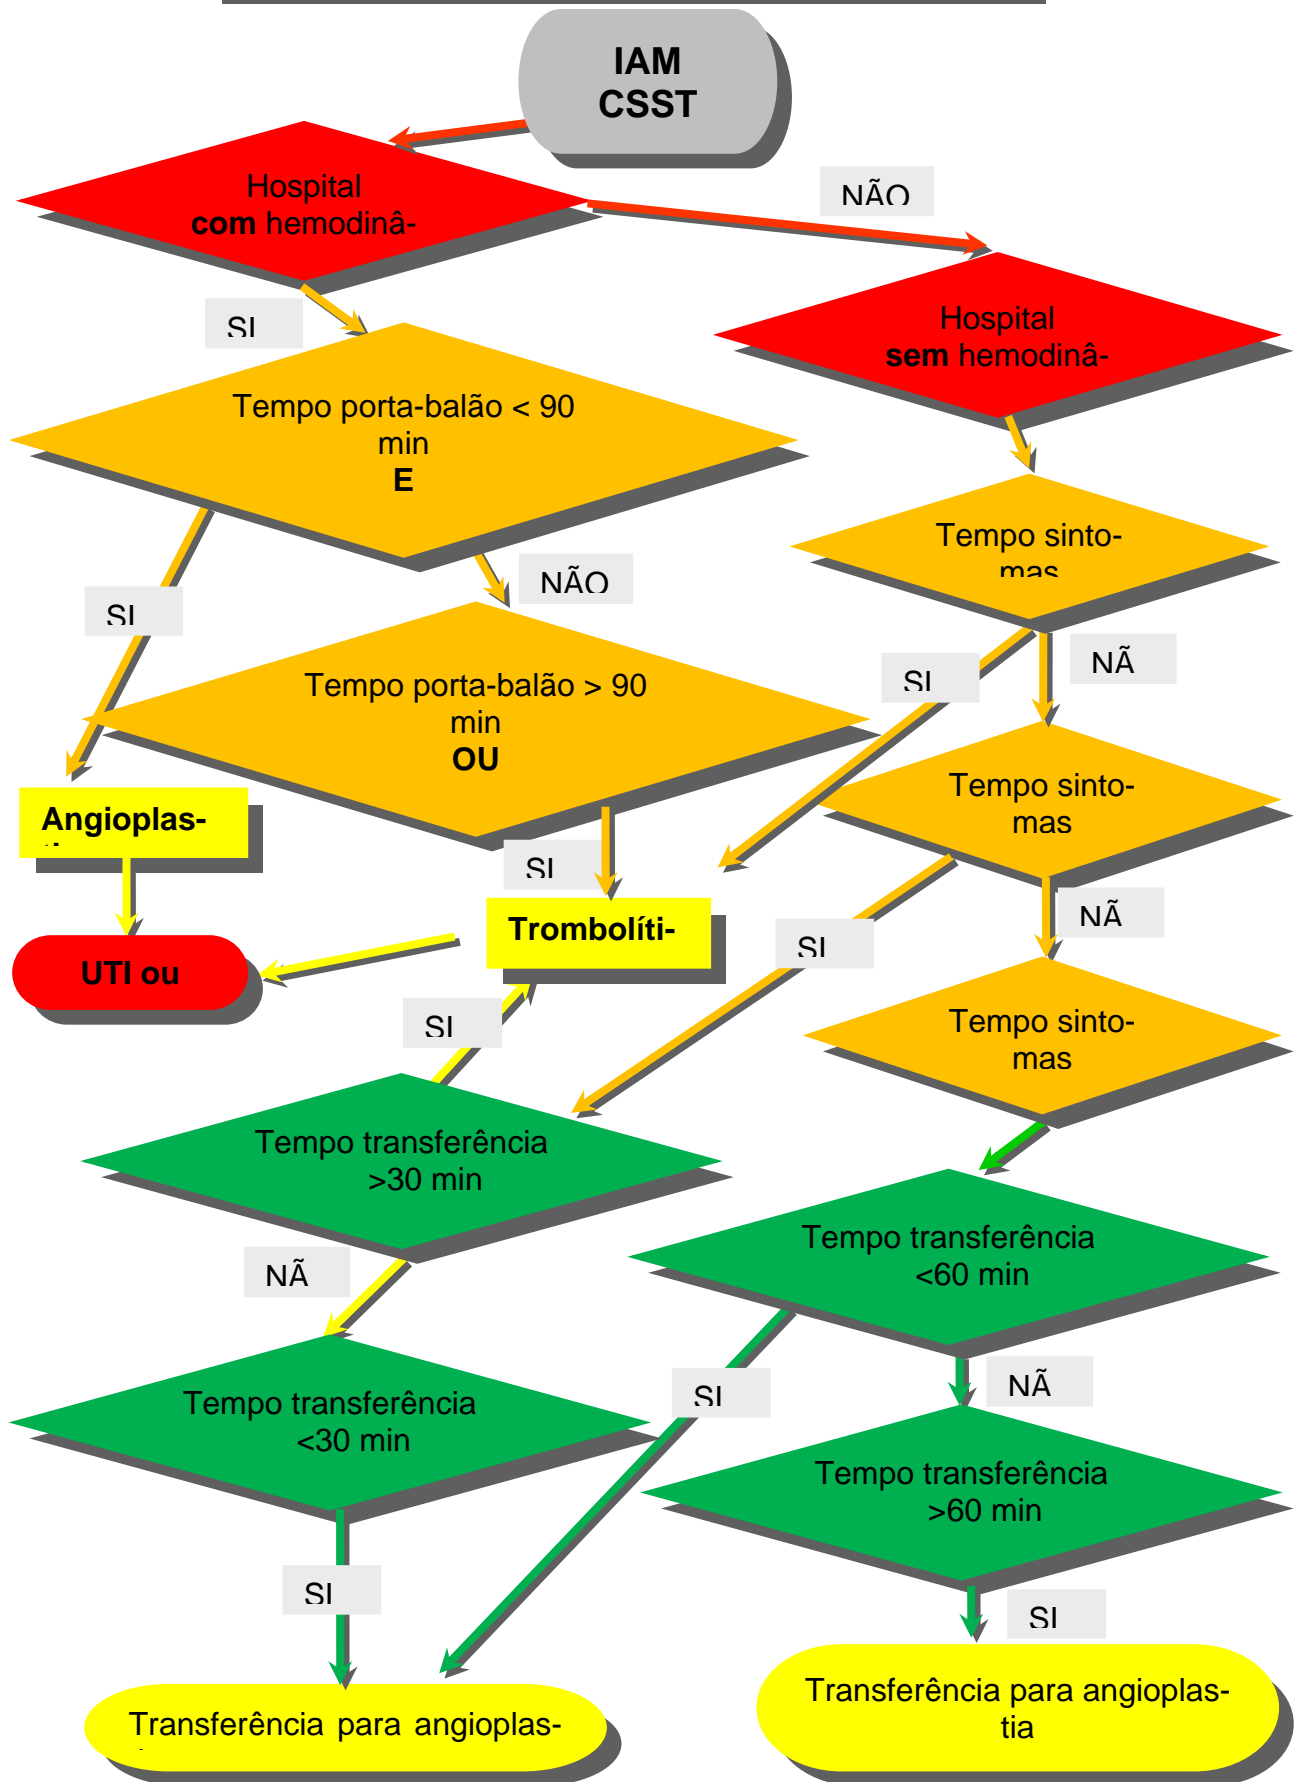 IAM
CSST
Hospital
com hemodinâ-
NÃO
Hospital
sem hemodinâ-
SI
Tempo porta-balão < 90
min
E
Tempo sinto-
mas
NÃO
SI
NÃ
SI
Tempo porta-balão > 90
min
OU
Tempo sinto-
mas
Angioplas-
SI
NÃ
Trombolíti-
SI
UTI ou
SI
Tempo sinto-
mas
Tempo transferência
>30 min
Tempo transferência
<60 min
NÃ
SI
NÃ
Tempo transferência
<30 min
Tempo transferência
>60 min
SI
SI
Transferência para angioplas-
tia
Transferência para angioplas-